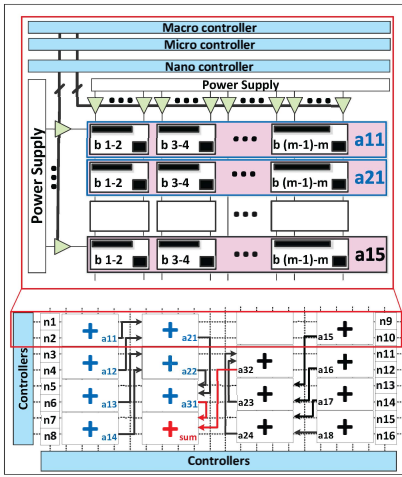 Macro controller
Micro controller
Nano controller
Power Supply
Power Supply
b 1-2 b 3-4 b (m-1)-m a11
b 1-2 b 3-4 b (m-1)-m a21
b 1-2 b 3-4 b (m-1)-m a15
Controllers
n1 n9
n2 a11 a21 a15 n10
n3 n11
n4 a12 a22 a32 a16 n12
n5 n13
n6 a13 a31 a23 a17 n14
n7 n15
n8 a14 sum a24 a18 n16
Controllers